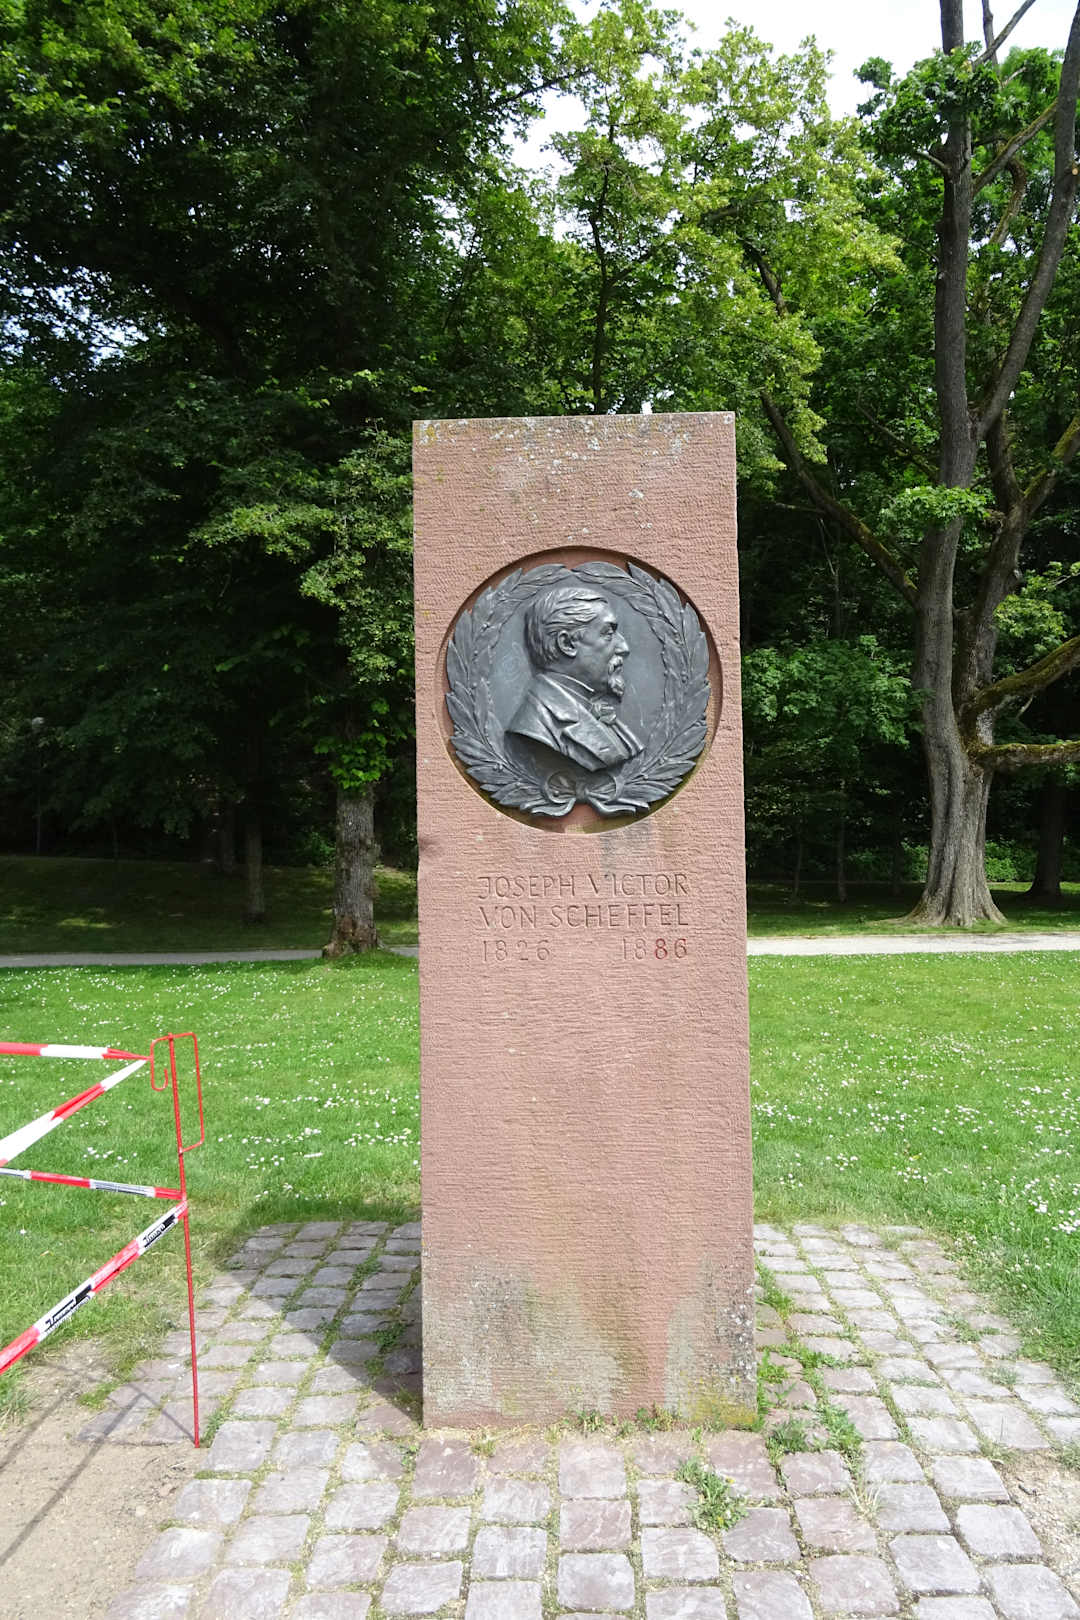 JOSEPH VICTOR
VON SCHEFFEL
1826 1886